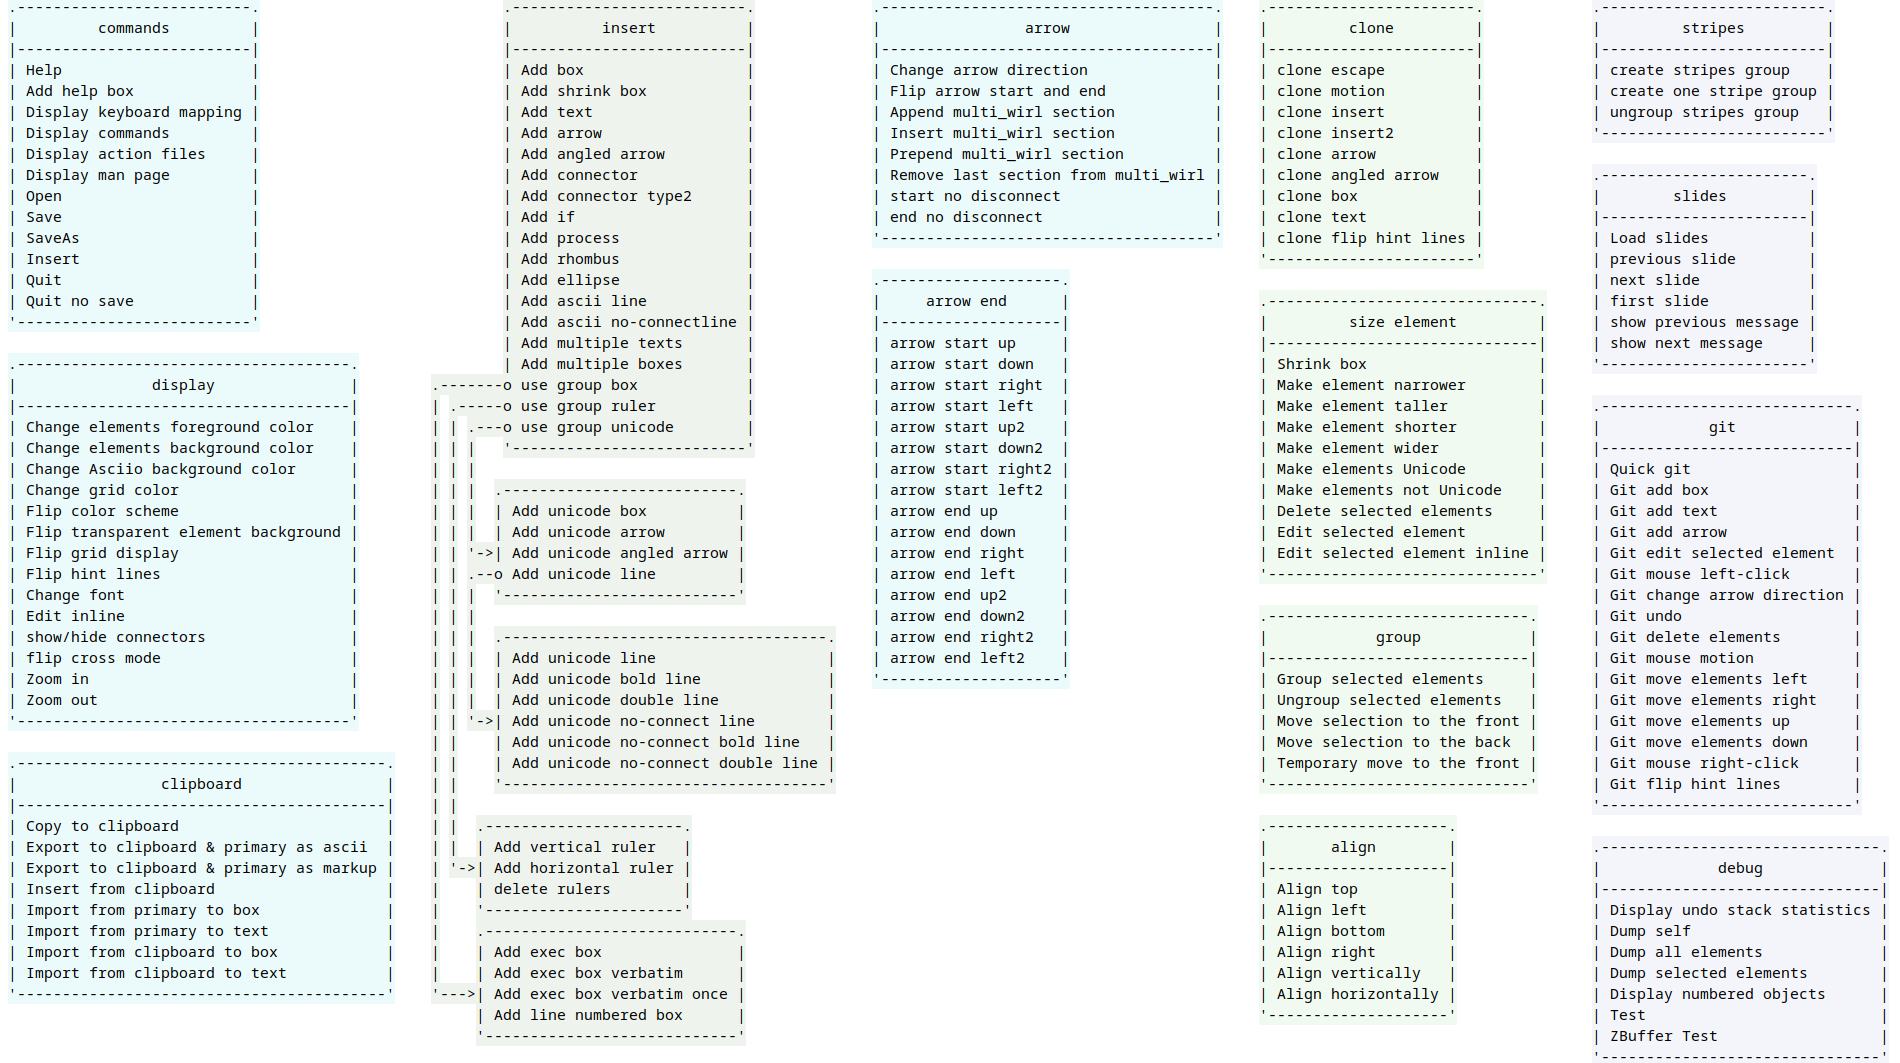 commands
Help
Add help box
Display keyboard mapping
Display commands
Display action files
Display man page
Open
Save
SaveAs
Insert
Quit
Quit no save
display
Change elements foreground color
Change elements background color
Change Asciio background color
Change grid color
Flip color scheme
Flip transparent element background
Flip grid display
Flip hint lines
Change font
Edit inline
show/hide connectors
flip cross mode
Zoom in
Zoom out
clipboard
Copy to clipboard
Export to clipboard & primary as ascii
Export to clipboard & primary as markup
Insert from clipboard
Import from primary to box
Import from primary to text
Import from clipboard to box
Import from clipboard to text
insert
Add box
Add shrink box
Add text
Add arrow
Add angled arrow
Add connector
Add connector type2
Add if
Add process
Add rhombus
Add ellipse
Add ascii line
Add ascii no-connectline
Add multiple texts
Add multiple boxes
use group box
use group ruler
use group unicode
Add unicode box
Add unicode arrow
Add unicode angled arrow
Add unicode line
Add unicode line
Add unicode bold line
Add unicode double line
Add unicode no-connect line
Add unicode no-connect bold line
Add unicode no-connect double line
Add vertical ruler
Add horizontal ruler
delete rulers
Add exec box
Add exec box verbatim
Add exec box verbatim once
Add line numbered box
arrow
Change arrow direction
Flip arrow start and end
Append multi_wirl section
Insert multi_wirl section
Prepend multi_wirl section
Remove last section from multi_wirl
start no disconnect
end no disconnect
arrow end
arrow start up
arrow start down
arrow start right
arrow start left
arrow start up2
arrow start down2
arrow start right2
arrow start left2
arrow end up
arrow end down
arrow end right
arrow end left
arrow end up2
arrow end down2
arrow end right2
arrow end left2
clone
clone escape
clone motion
clone insert
clone insert2
clone arrow
clone angled arrow
clone box
clone text
clone flip hint lines
size element
Shrink box
Make element narrower
Make element taller
Make element shorter
Make element wider
Make elements Unicode
Make elements not Unicode
Delete selected elements
Edit selected element
Edit selected element inline
group
Group selected elements
Ungroup selected elements
Move selection to the front
Move selection to the back
Temporary move to the front
align
Align top
Align left
Align bottom
Align right
Align vertically
Align horizontally
stripes
create stripes group
create one stripe group
ungroup stripes group
slides
Load slides
previous slide
next slide
first slide
show previous message
show next message
git
Quick git
Git add box
Git add text
Git add arrow
Git edit selected element
Git mouse left-click
Git change arrow direction
Git undo
Git delete elements
Git mouse motion
Git move elements left
Git move elements right
Git move elements up
Git move elements down
Git mouse right-click
Git flip hint lines
debug
Display undo stack statistics
Dump self
Dump all elements
Dump selected elements
Display numbered objects
Test
ZBuffer Test